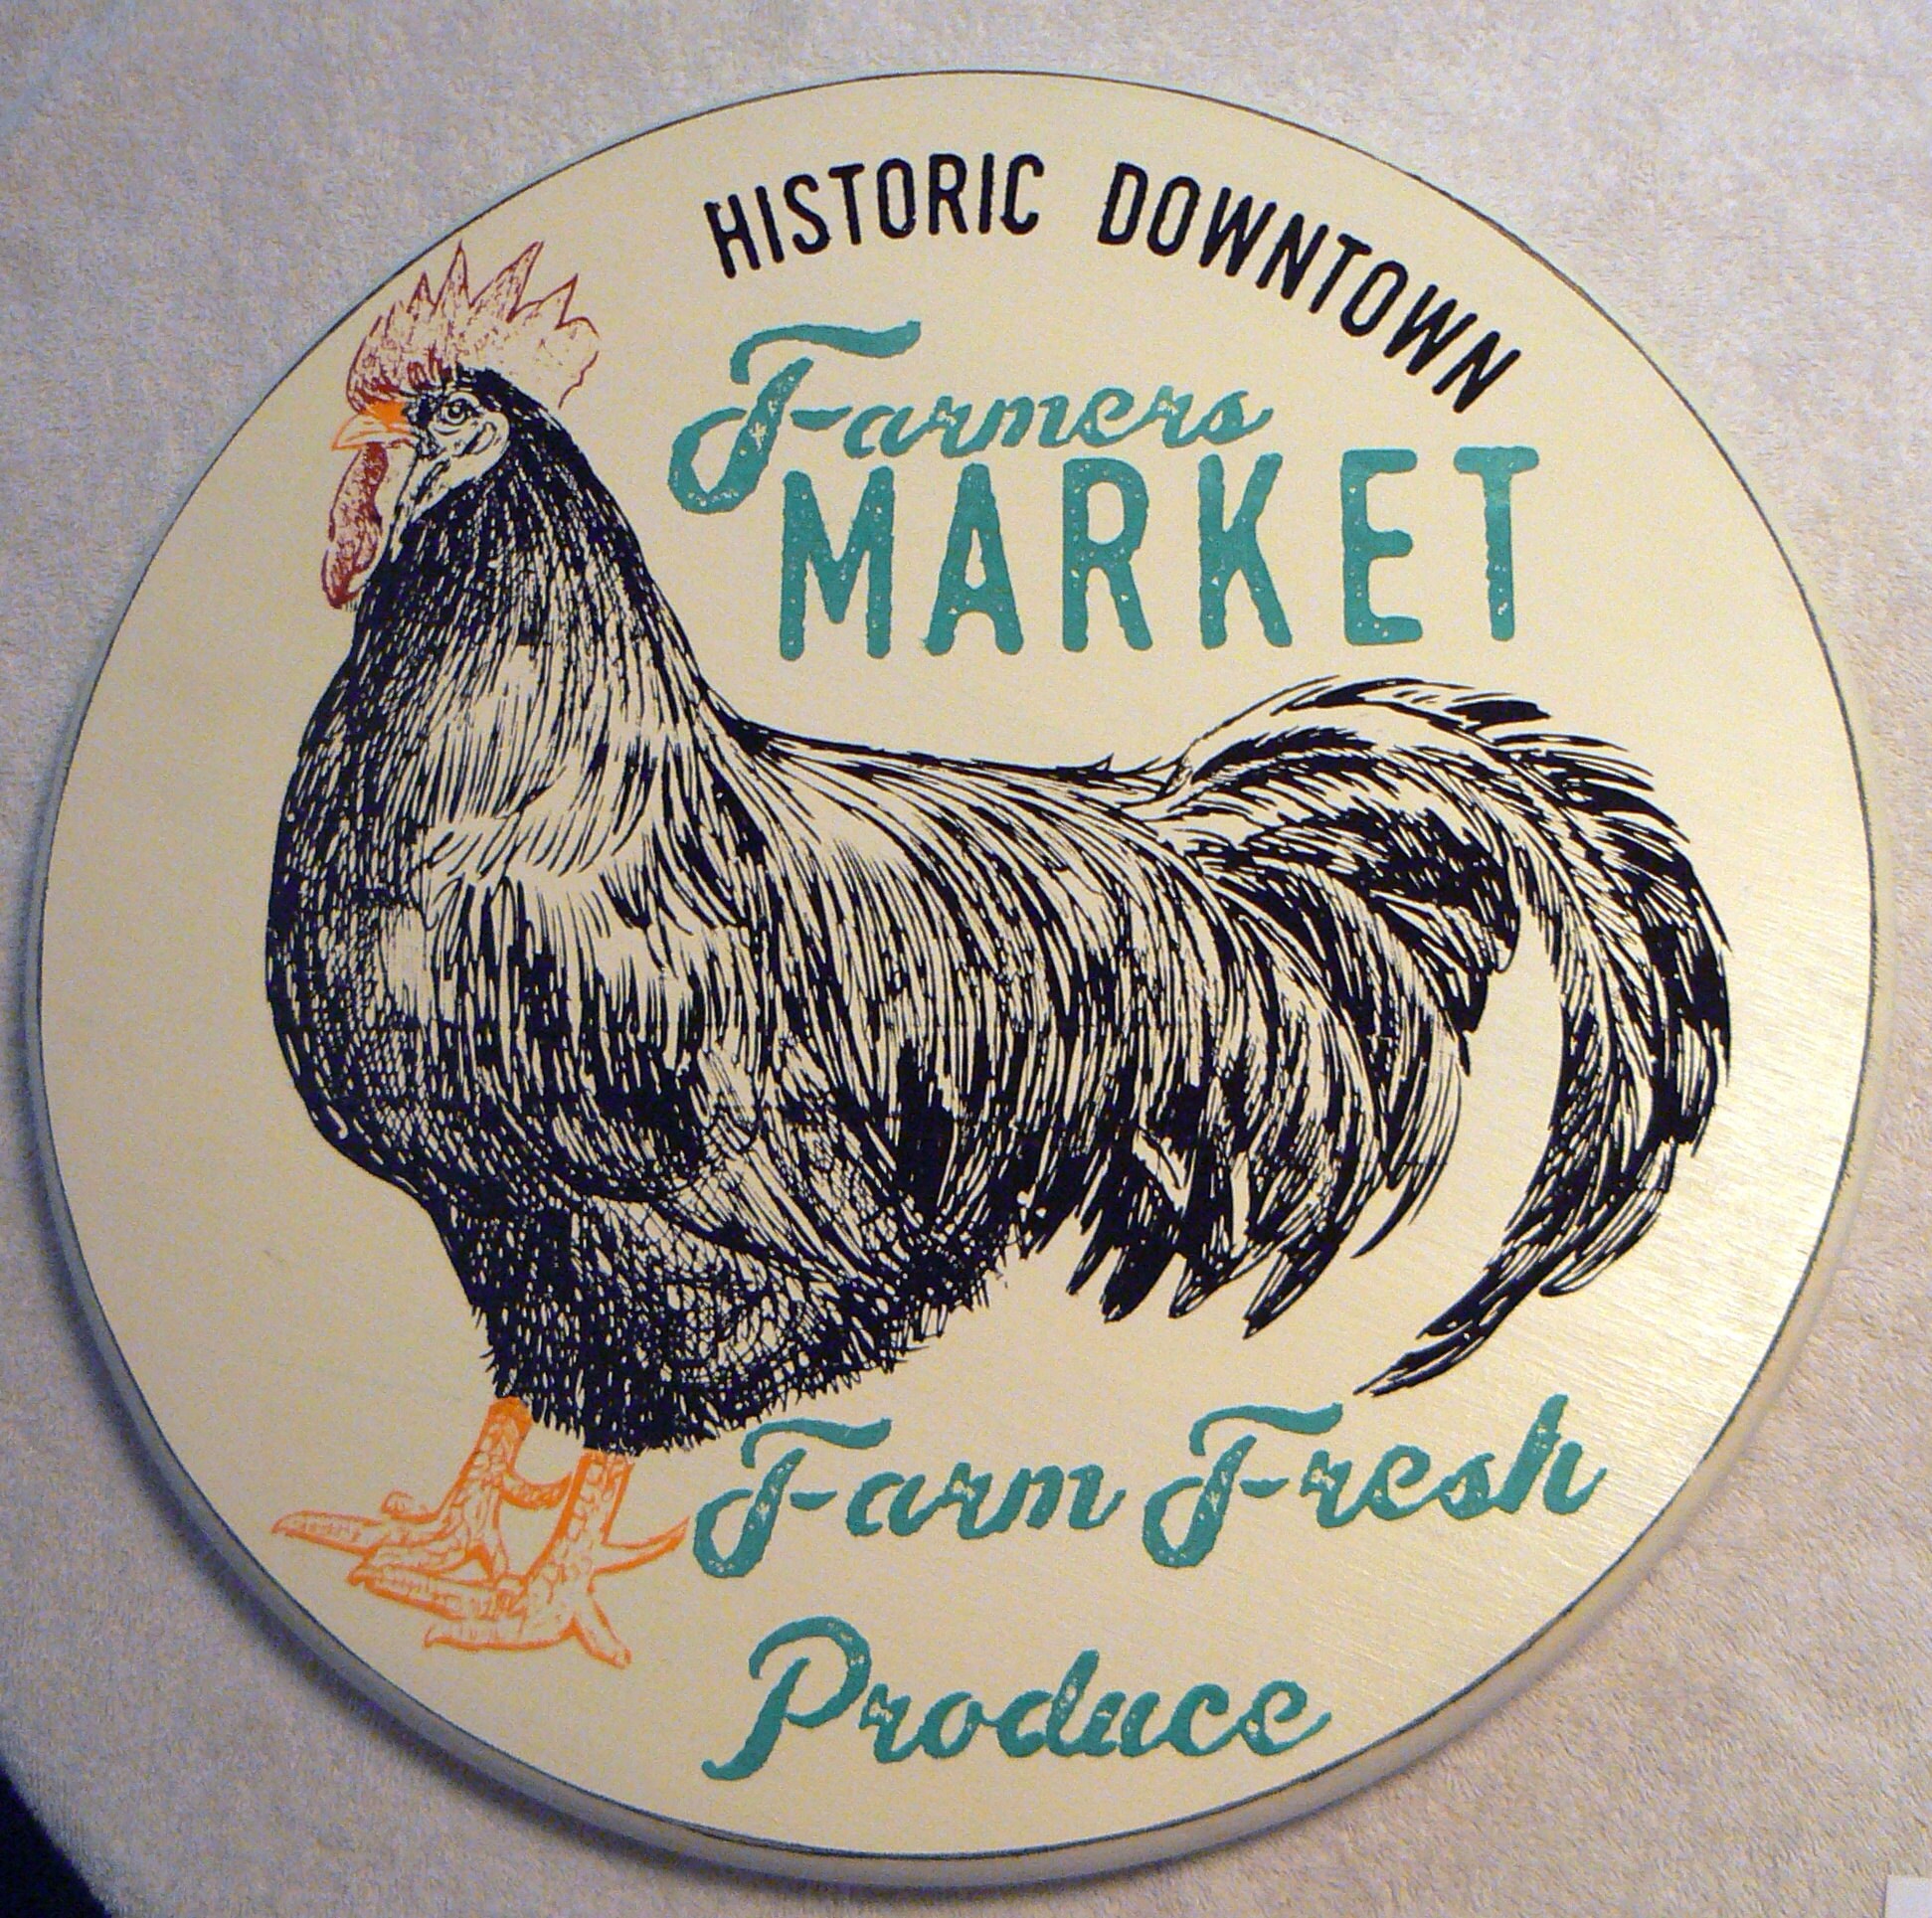 HISTORIC DOWNTOWN
Farmers
MARKET
Farm Fresh
Produce